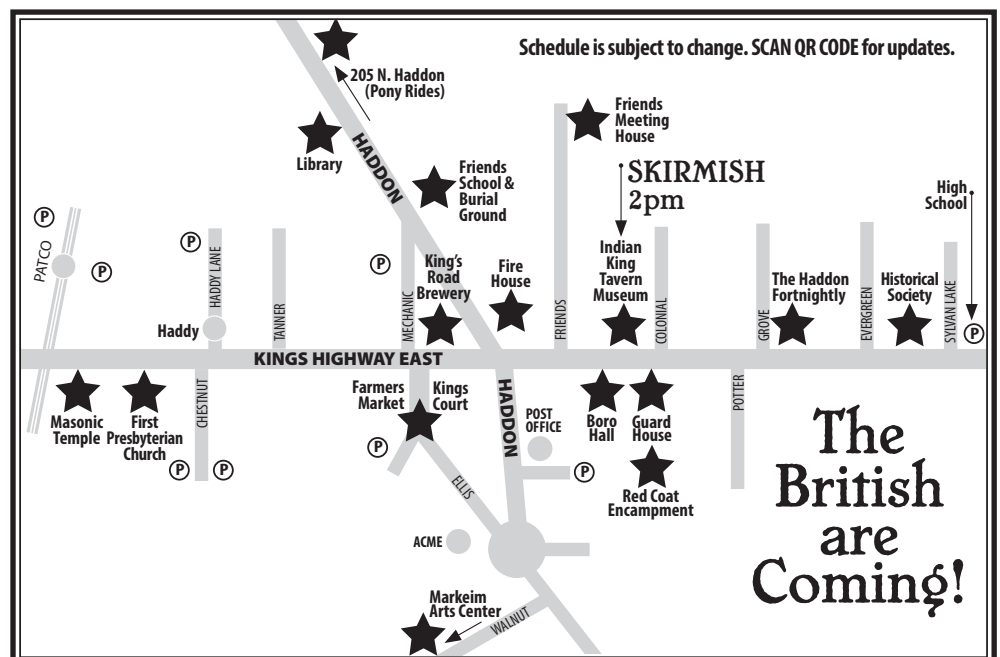 Schedule is subject to change. SCAN QR CODE for updates.
205 N. Haddon
(Pony Rides)
Library
HADDON
Friends
School &
Burial
Ground
Friends
Meeting
House
SKIRMISH
2pm
High
School
P
PATCO
P
P
HADDY LANE
Haddy
TANNER
P
MECHANIC
King's
Road
Brewery
Fire
House
FRIENDS
Indian
King
Tavern
Museum
COLONIAL
GROVE
The Haddon
Fortnightly
EVERGREEN
Historical
Society
SYLVAN LAKE
P
KINGS HIGHWAY EAST
Masonic
Temple
First
Presbyterian
Church
CHESTNUT
P
P
Farmers
Market
Kings
Court
P
ELLIS
HADDON
POST
OFFICE
P
Boro
Hall
Guard
House
Red Coat
Encampment
POTTER
ACME
Markeim
Arts Center
WALNUT
The
British
are
Coming!